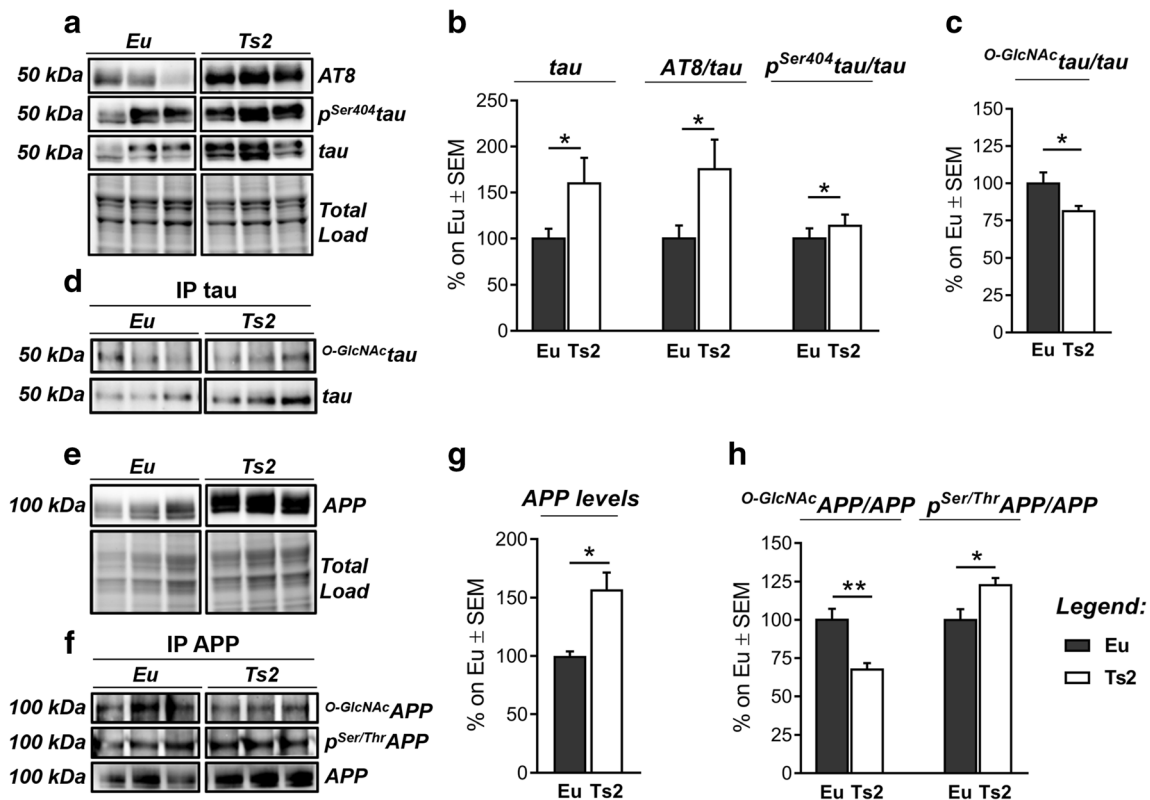 a
Eu Ts2
50 kDa AT8
50 kDa pSer404tau
50 kDa tau
Total
Load
b
tau AT8/tau pSer404tau/tau
% on Eu ± SEM
250
200
150
100
50
0
* * *
Eu Ts2 Eu Ts2 Eu Ts2
c
O-GlcNActau/tau
% on Eu ± SEM
150
100
75
50
25
0
*
Eu Ts2
d
IP tau
Eu Ts2
50 kDa O-GlcNActau
50 kDa tau
e
Eu Ts2
100 kDa APP
Total
Load
f
IP APP
Eu Ts2
100 kDa O-GlcNAcAPP
100 kDa pSer/ThrAPP
100 kDa APP
g
APP levels
% on Eu ± SEM
200
150
100
50
0
*
Eu Ts2
h
O-GlcNAcAPP/APP pSer/ThrAPP/APP
% on Eu ± SEM
150
125
100
75
50
25
0
** *
Eu Ts2 Eu Ts2
Legend:
Eu
Ts2